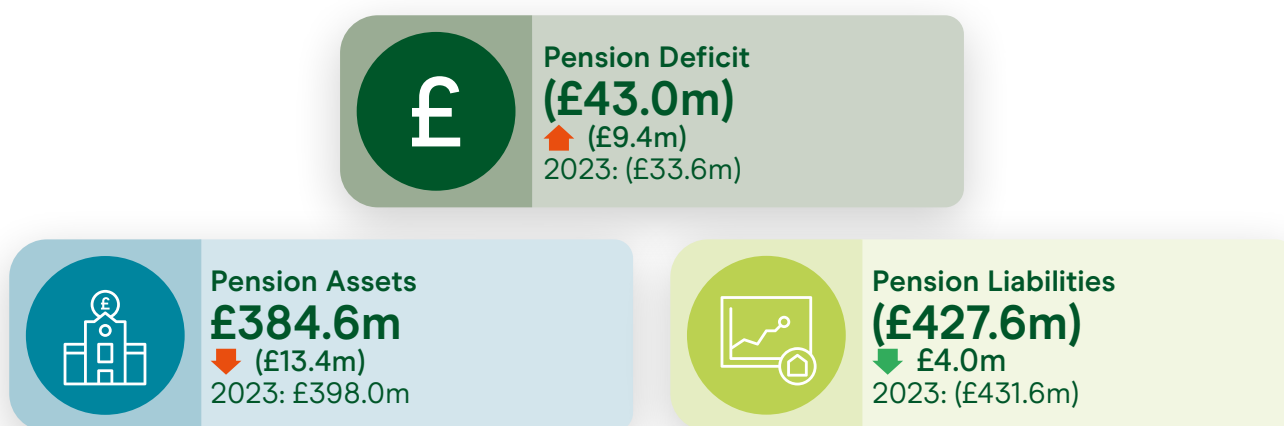 £
Pension Deficit
(£43.0m)
(£9.4m)
2023: (£33.6m)
£
Pension Assets
£384.6m
(£13.4m)
2023: £398.0m
Pension Liabilities
(£427.6m)
£4.0m
2023: (£431.6m)